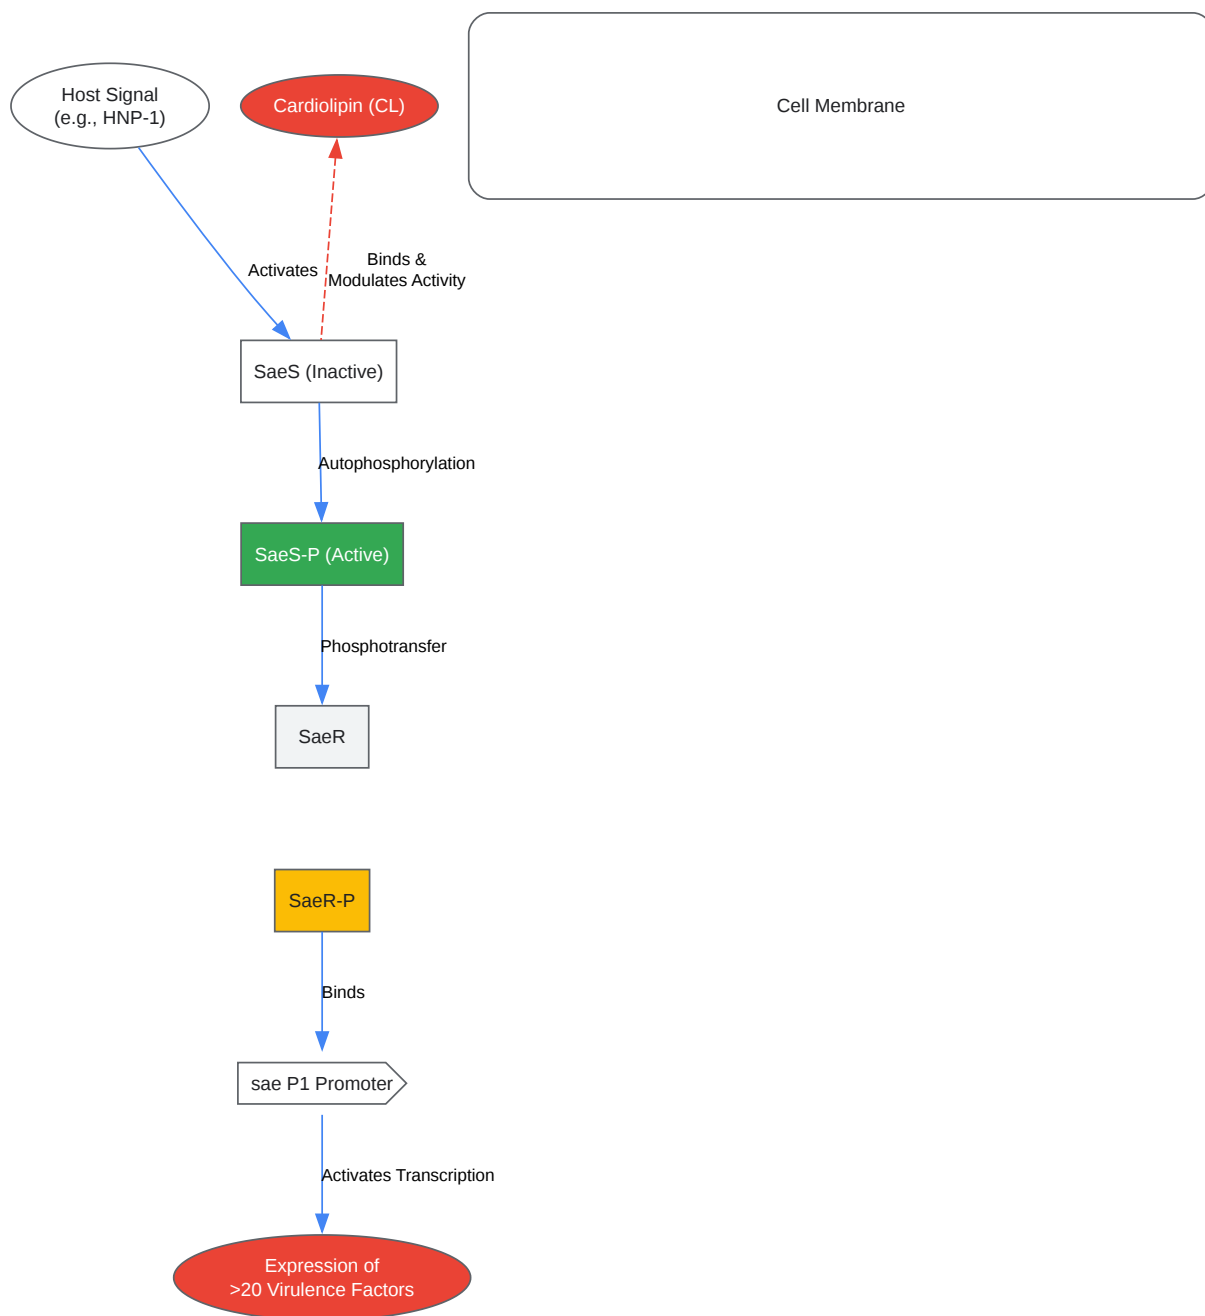 Host Signal
(e.g., HNP-1)
Cardiolipin (CL)
Cell Membrane
Activates
Binds &
Modulates Activity
SaeS (Inactive)
Autophosphorylation
SaeS-P (Active)
Phosphotransfer
SaeR
SaeR-P
Binds
sae P1 Promoter
Activates Transcription
Expression of
>20 Virulence Factors